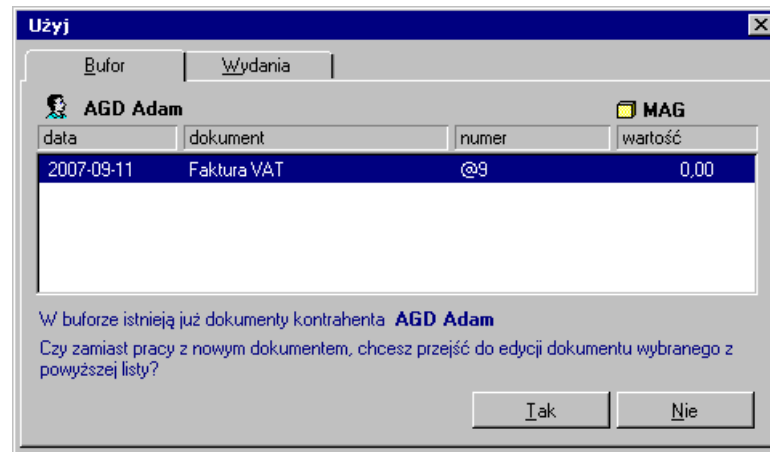 Użyj
Bufor Wydania
AGD Adam MAG
data dokument numer wartość
2007-09-11 Faktura VAT @9 0,00
W buforze istnieją już dokumenty kontrahenta AGD Adam
Czy zamiast pracy z nowym dokumentem, chcesz przejść do edycji dokumentu wybranego z
powyższej listy?
Tak Nie